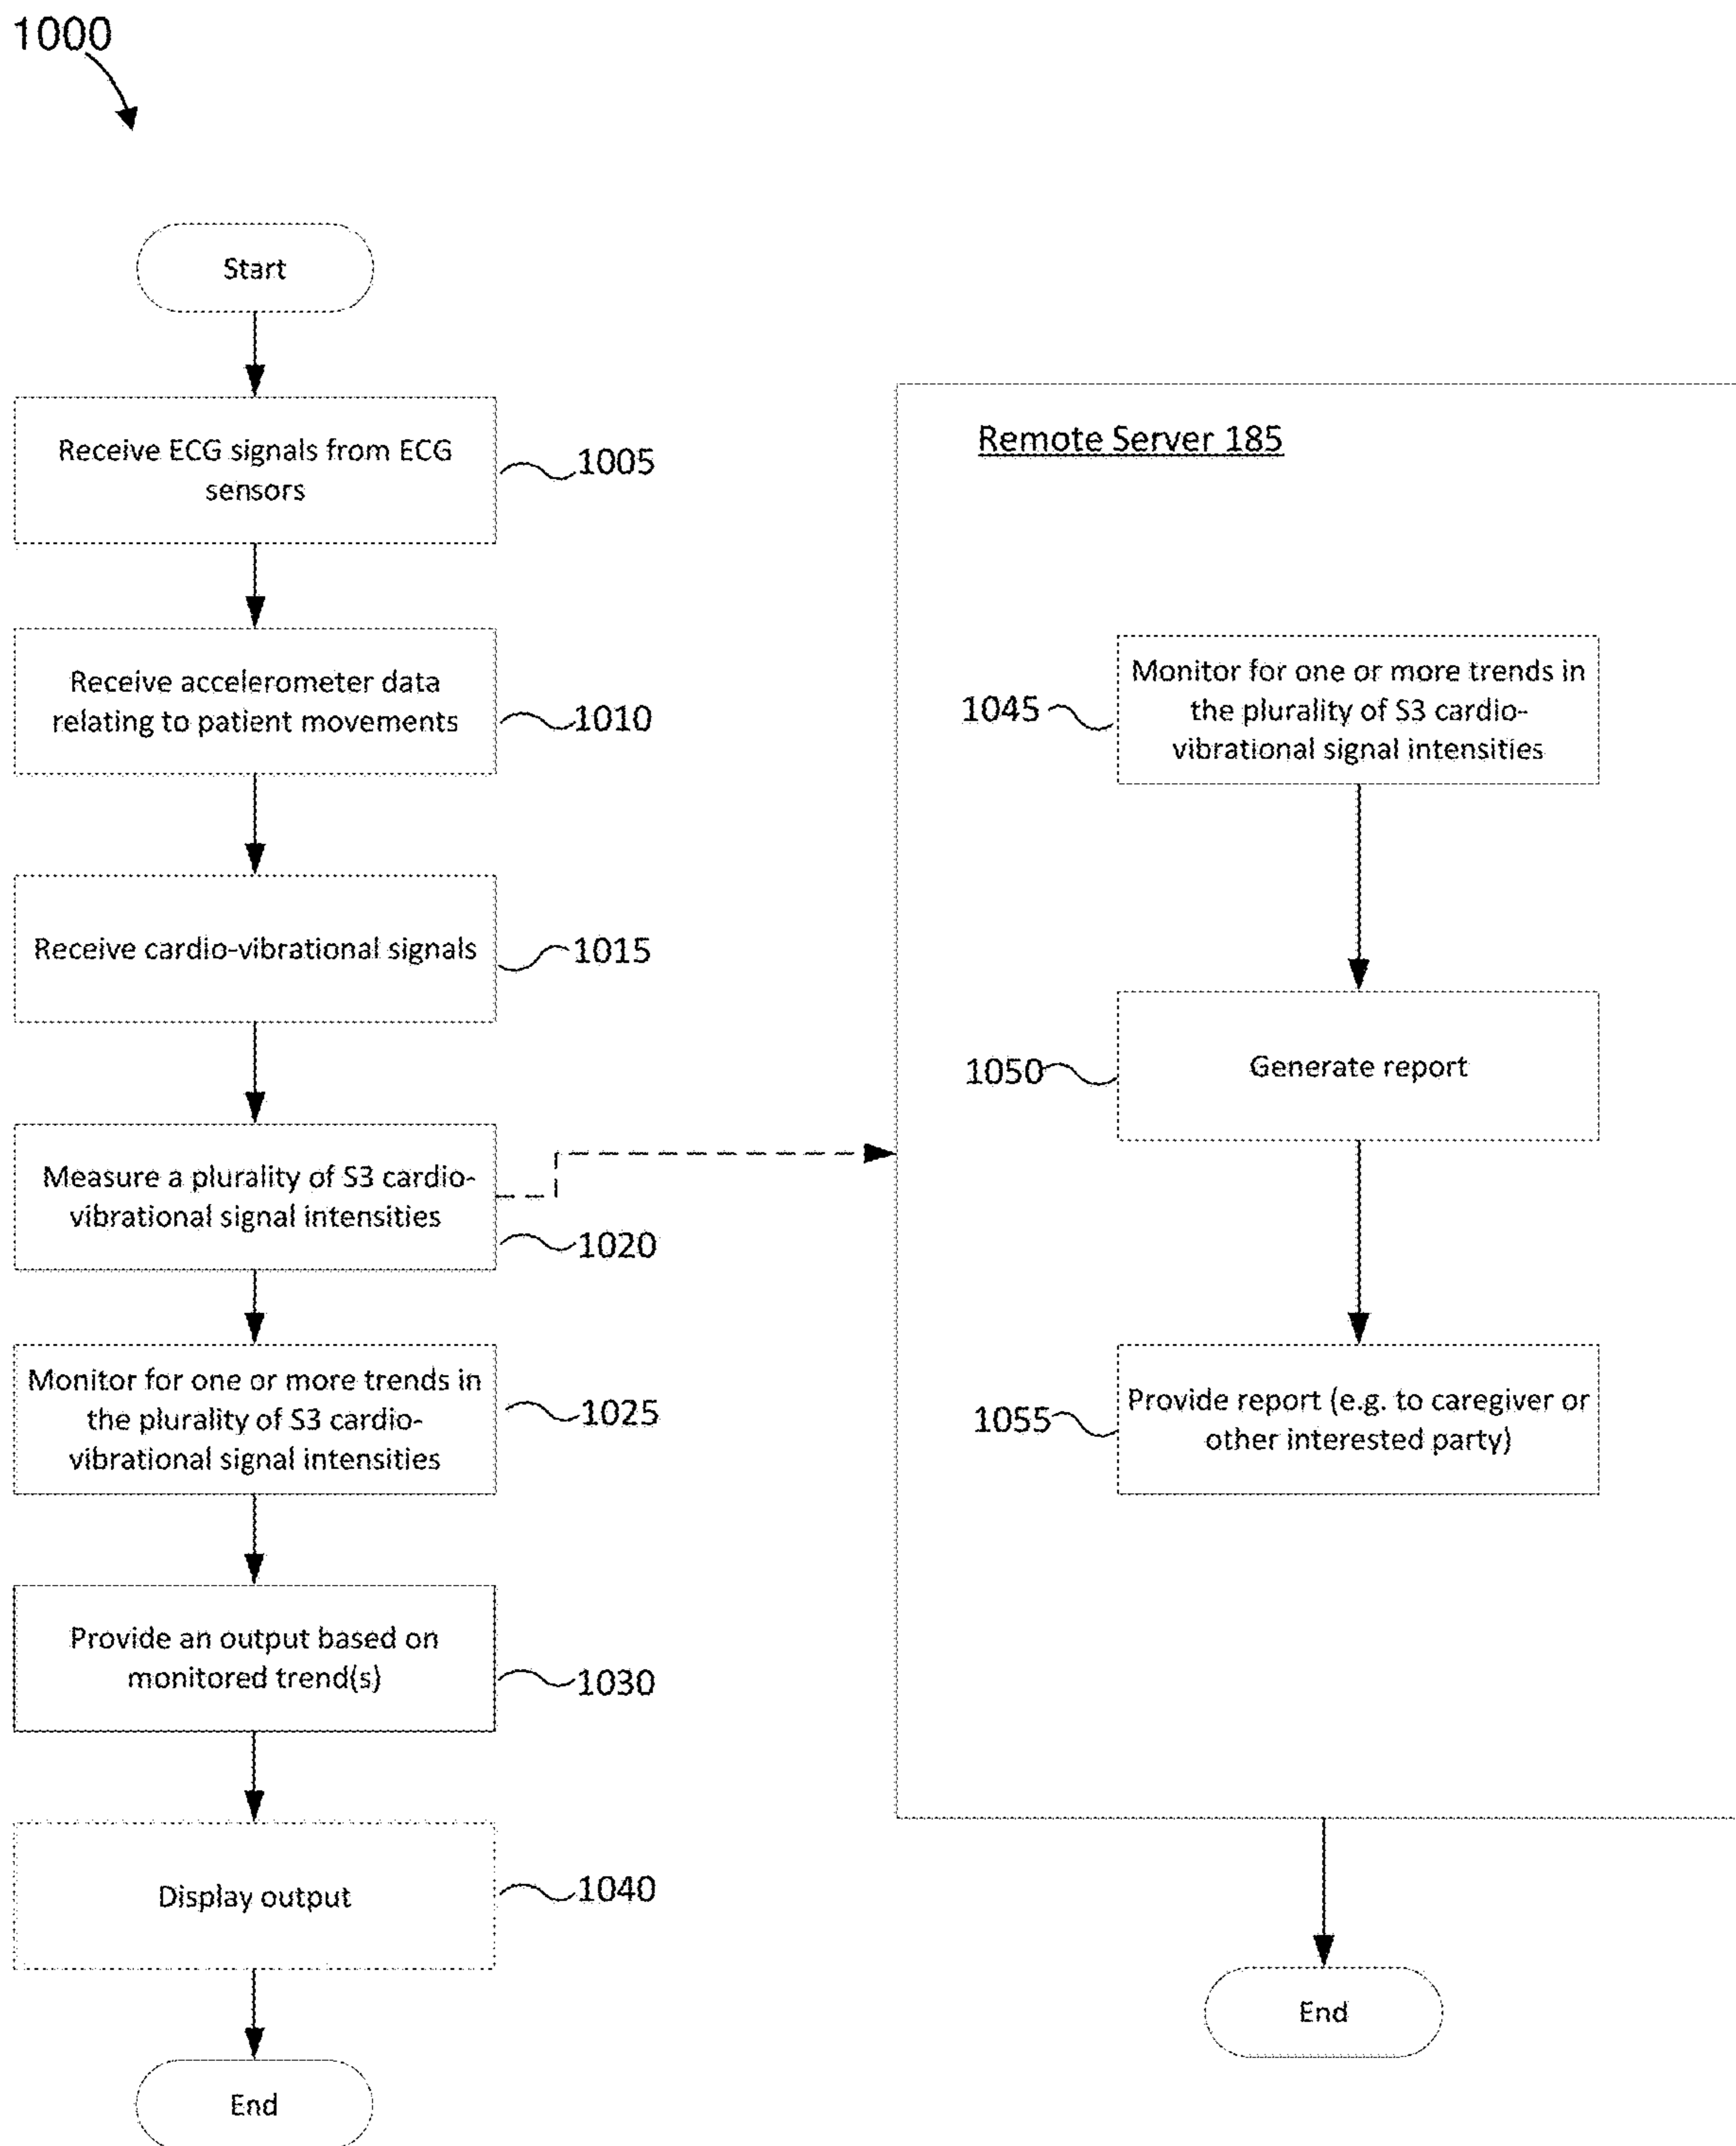 1000
Start
Receive ECG signals from ECG
sensors
1005
Receive accelerometer data
relating to patient movements
1010
Receive cardio-vibrational signals
1015
Measure a plurality of S3 cardio-
vibrational signal intensities
1020
Monitor for one or more trends in
the plurality of S3 cardio-
vibrational signal intensities
1025
Provide an output based on
monitored trend(s)
1030
Display output
1040
End
Remote Server 185
Monitor for one or more trends in
the plurality of S3 cardio-
vibrational signal intensities
1045
Generate report
1050
Provide report (e.g. to caregiver or
other interested party)
1055
End